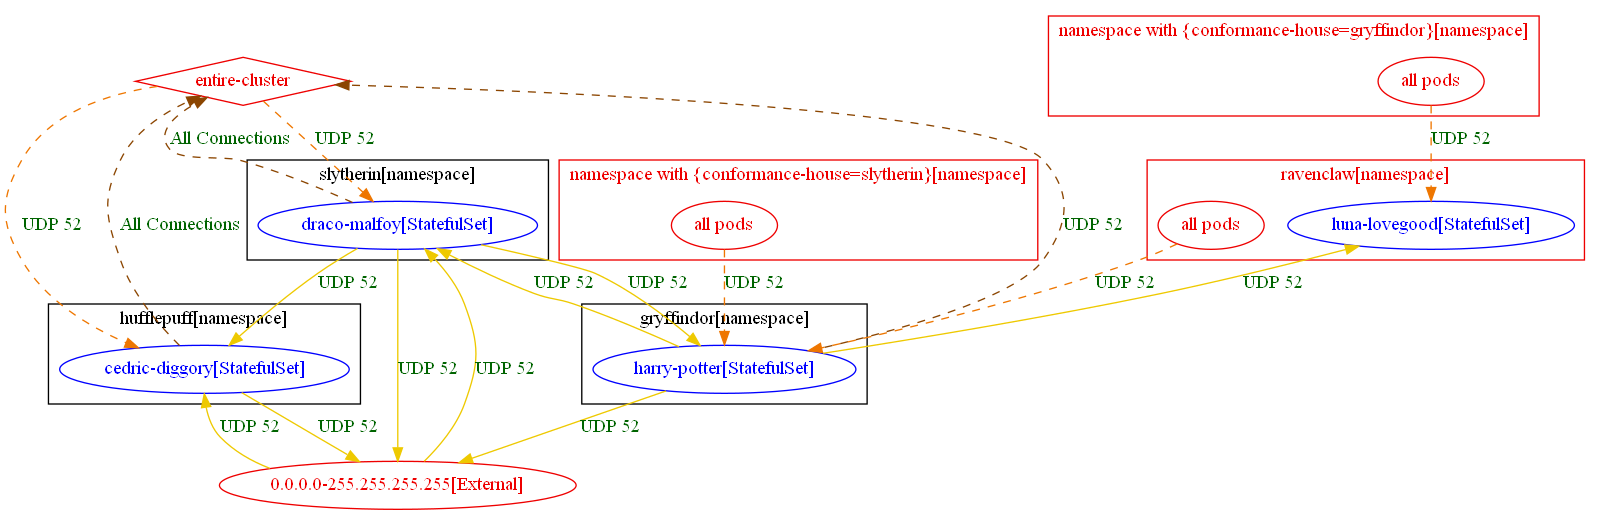 namespace with {conformance-house=gryffindor}[namespace]
entire-cluster
all pods
All Connections
UDP 52
UDP 52
slytherin[namespace]
namespace with {conformance-house=slytherin}[namespace]
ravenclaw[namespace]
UDP 52
All Connections
draco-malfoy[StatefulSet]
all pods
UDP 52
all pods
luna-lovegood[StatefulSet]
UDP 52
UDP 52
UDP 52
UDP 52
UDP 52
UDP 52
hufflepuff[namespace]
gryffindor[namespace]
cedric-diggory[StatefulSet]
UDP 52
UDP 52
harry-potter[StatefulSet]
UDP 52
UDP 52
UDP 52
0.0.0.0-255.255.255.255[External]